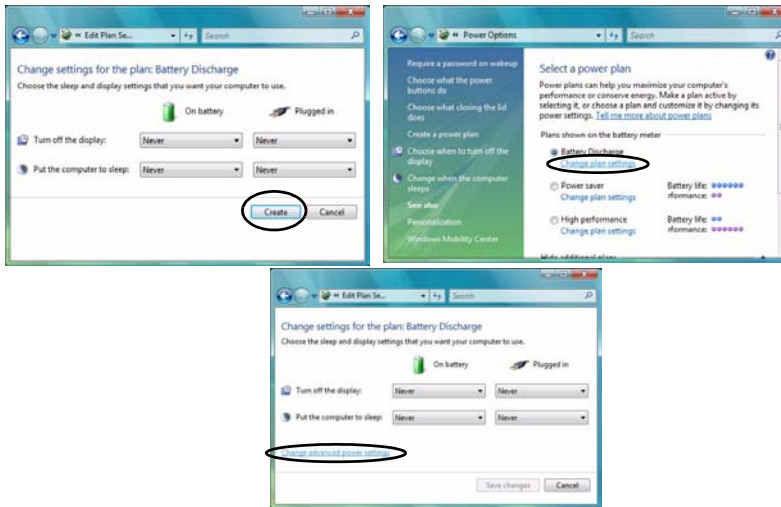 Edit Plan Se...
Search
Change settings for the plan: Battery Discharge
Choose the sleep and display settings that you want your computer to use.
On battery
Plugged in
Turn off the display:
Never
Never
Put the computer to sleep:
Never
Never
Create
Cancel
Power Options
Search
Require a password on wakeup
Choose what the power
buttons do
Choose what closing the lid
does
Create a power plan
Choose when to turn off the
display
Change when the computer
sleeps
See also
Personalization
Windows Mobility Center
Select a power plan
Power plans can help you maximize your computer's
performance or conserve energy. Make a plan active by
selecting it, or choose a plan and customize it by changing its
power settings. Tell me more about power plans
Plans shown on the battery meter
Battery Discharge
Change plan settings
Power saver
Battery life:
Change plan settings
rformance:
High performance
Battery life:
Change plan settings
rformance:
Hide additional plans
Edit Plan Se...
Search
Change settings for the plan: Battery Discharge
Choose the sleep and display settings that you want your computer to use.
On battery
Plugged in
Turn off the display:
Never
Never
Put the computer to sleep:
Never
Never
Change advanced power settings
Save changes
Cancel